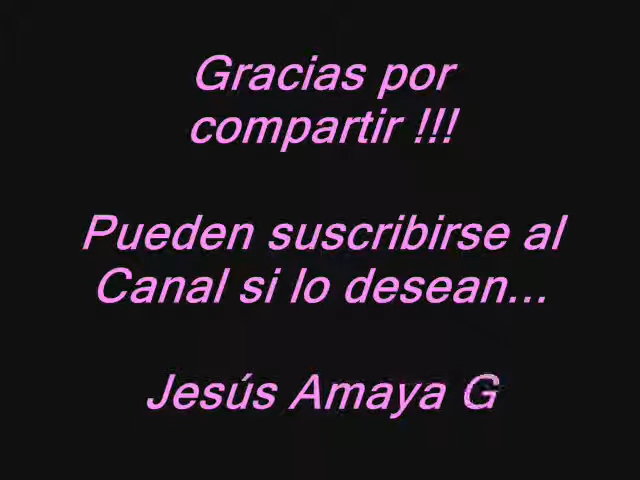 Gracias por
compartir !!!
Pueden suscribirse al
Canal si lo desean...
Jesús Amaya G